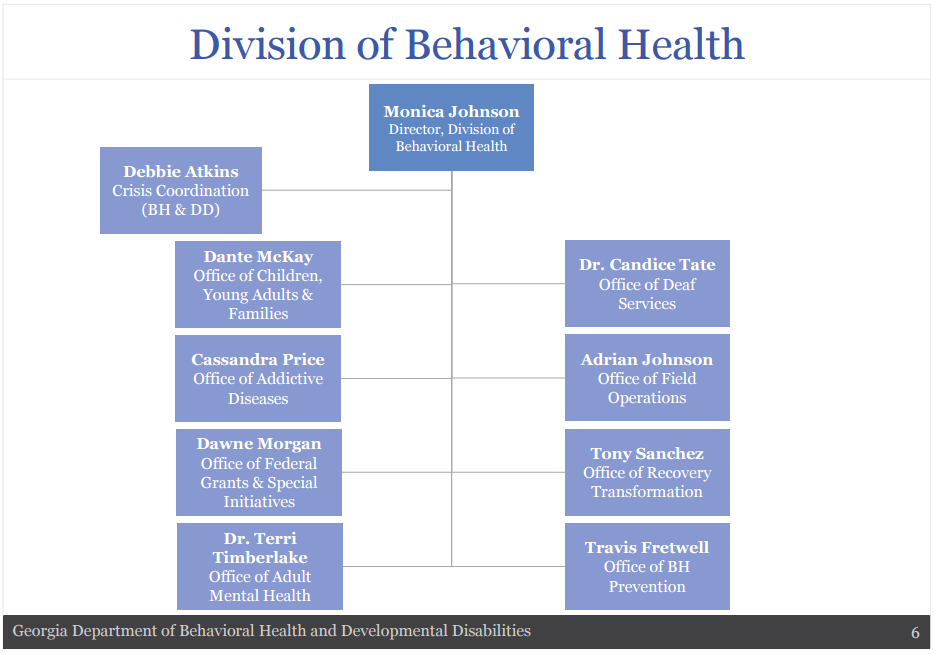 Division of Behavioral Health
Monica Johnson
Director, Division of
Behavioral Health
Debbie Atkins
Crisis Coordination
(BH & DD)
Dante McKay
Office of Children,
Young Adults &
Families
Dr. Candice Tate
Office of Deaf
Services
Cassandra Price
Office of Addictive
Diseases
Adrian Johnson
Office of Field
Operations
Dawne Morgan
Office of Federal
Grants & Special
Initiatives
Tony Sanchez
Office of Recovery
Transformation
Dr. Terri
Timberlake
Office of Adult
Mental Health
Travis Fretwell
Office of BH
Prevention
Georgia Department of Behavioral Health and Developmental Disabilities
6